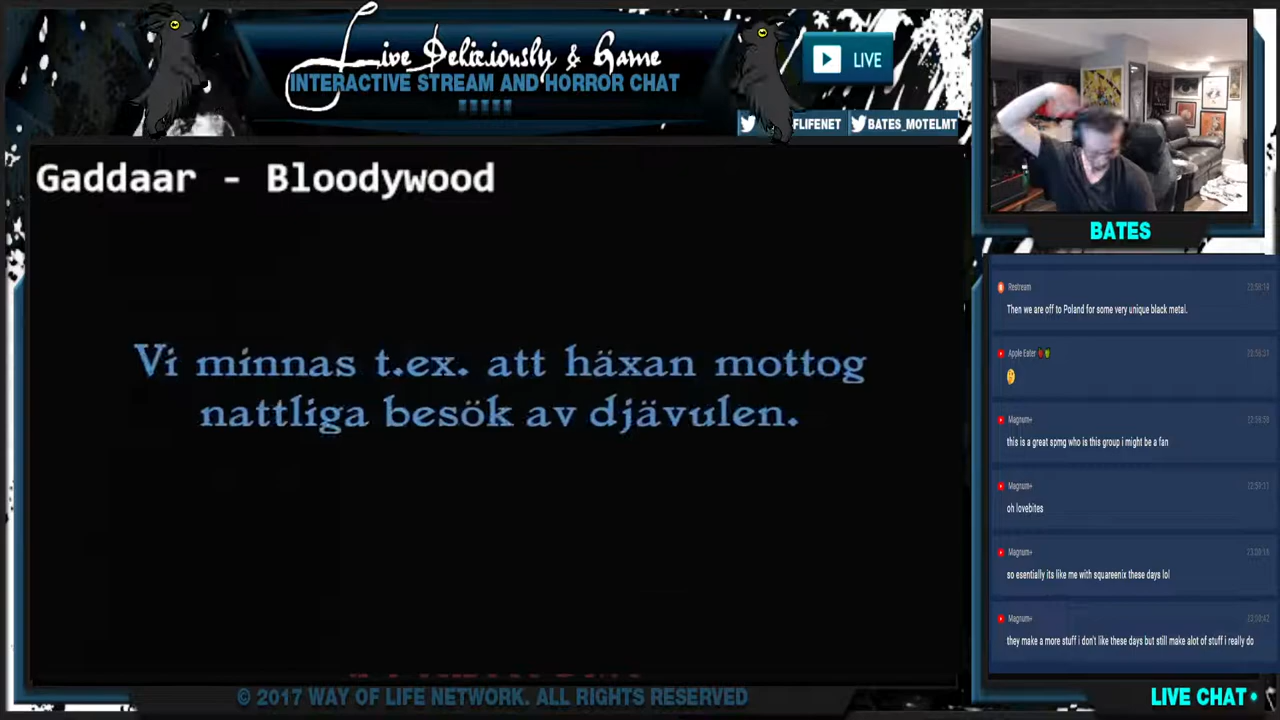 Live Deliciously & Game
INTERACTIVE STREAM AND HORROR CHAT
LIVE
FLIFENET
BATES_MOTELMT
Gaddaar - Bloodywood
Vi minnas t.ex. att häxan mottog
nattliga besök av djävulen.
BATES
Restream
Then we are off to Poland for some very unique black metal.
Apple Eater
Magnum+
this is a great spmg who is this group i might be a fan
Magnum+
oh lovebites
Magnum+
so esentially its like me with squareenix these days lol
Magnum+
they make a more stuff i don't like these days but still make alot of stuff i really do
© 2017 WAY OF LIFE NETWORK. ALL RIGHTS RESERVED
LIVE CHAT